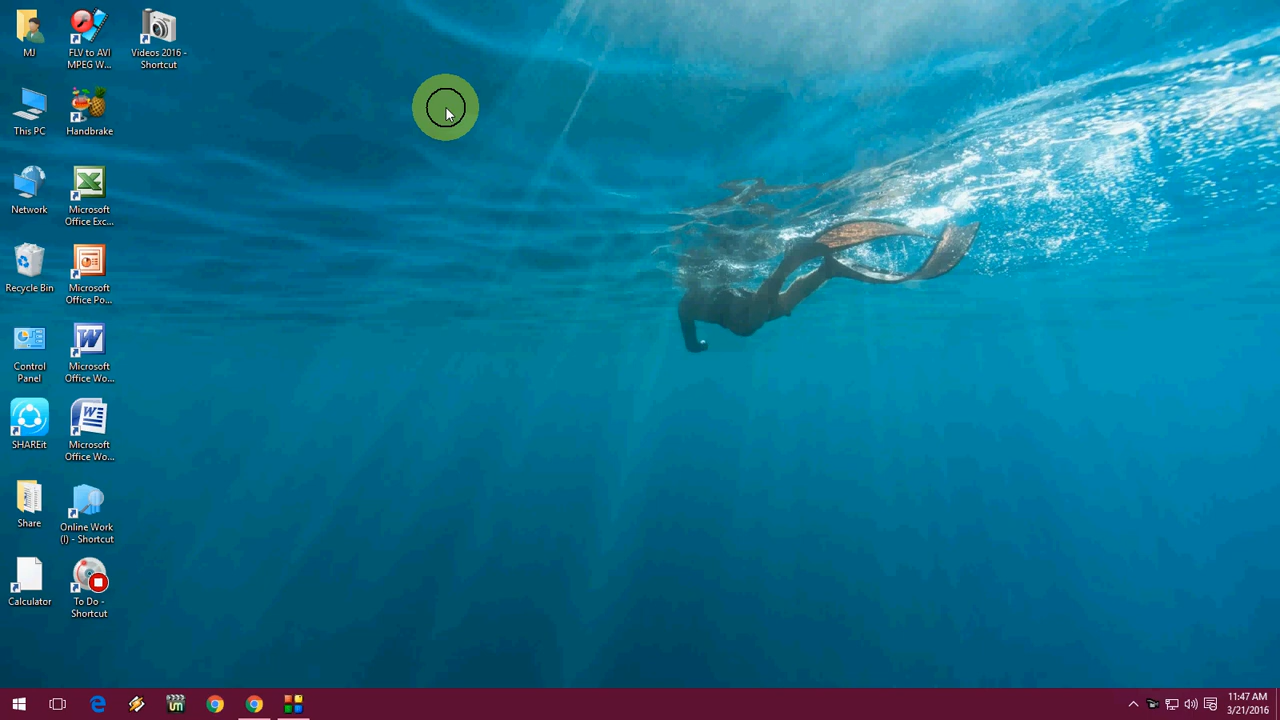 MJ
FLV to AVI
MPEG W...
Videos 2016 -
Shortcut
This PC
Handbrake
Network
Microsoft
Office Exc...
Recycle Bin
Microsoft
Office Po...
Control
Panel
Microsoft
Office Wo...
SHAREit
Microsoft
Office Wo...
Share
Online Work
(I) - Shortcut
Calculator
To Do -
Shortcut
11:47 AM
3/21/2016